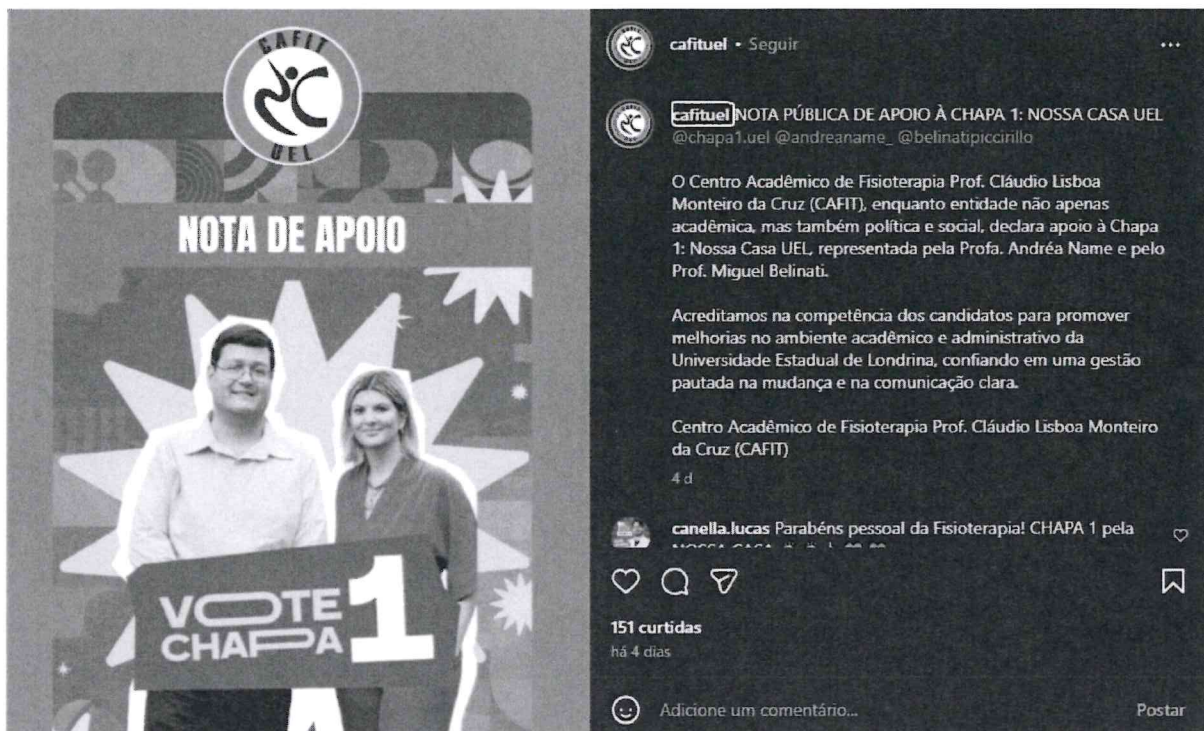 CAFIT
UEL
NOTA DE APOIO
VOTE
CHAPA
1
cafituel • Seguir
cafituel NOTA PÚBLICA DE APOIO À CHAPA 1: NOSSA CASA UEL
@chapa1.uel @andreaname_ @belinatipiccirillo
O Centro Acadêmico de Fisioterapia Prof. Cláudio Lisboa
Monteiro da Cruz (CAFIT), enquanto entidade não apenas
acadêmica, mas também política e social, declara apoio à Chapa
1: Nossa Casa UEL, representada pela Profa. Andréa Name e pelo
Prof. Miguel Belinati.
Acreditamos na competência dos candidatos para promover
melhorias no ambiente acadêmico e administrativo da
Universidade Estadual de Londrina, confiando em uma gestão
pautada na mudança e na comunicação clara.
Centro Acadêmico de Fisioterapia Prof. Cláudio Lisboa Monteiro
da Cruz (CAFIT)
4 d
canella.lucas Parabéns pessoal da Fisioterapia! CHAPA 1 pela
NOSSA CASA
151 curtidas
há 4 dias
Adicione um comentário...
Postar